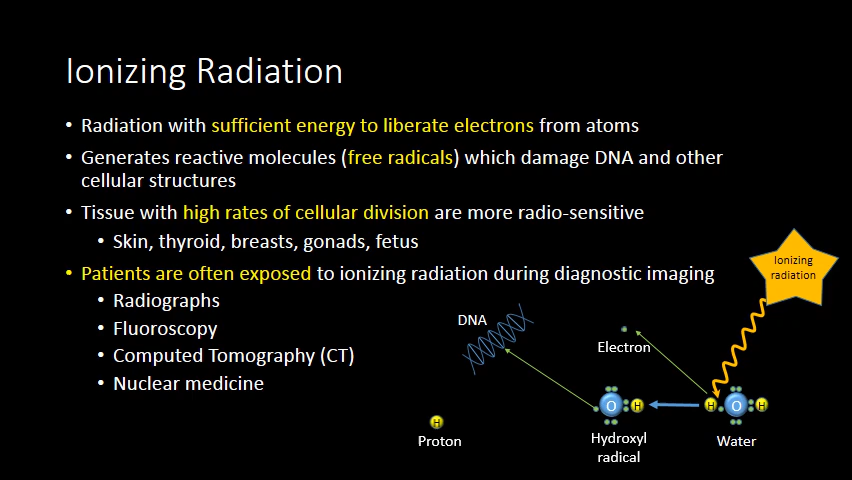 Ionizing Radiation
• Radiation with sufficient energy to liberate electrons from atoms
• Generates reactive molecules (free radicals) which damage DNA and other
cellular structures
• Tissue with high rates of cellular division are more radio-sensitive
• Skin, thyroid, breasts, gonads, fetus
• Patients are often exposed to ionizing radiation during diagnostic imaging
• Radiographs
• Fluoroscopy
• Computed Tomography (CT)
• Nuclear medicine
Ionizing
radiation
DNA
Electron
H
Proton
O H
Hydroxyl
radical
H O H
Water